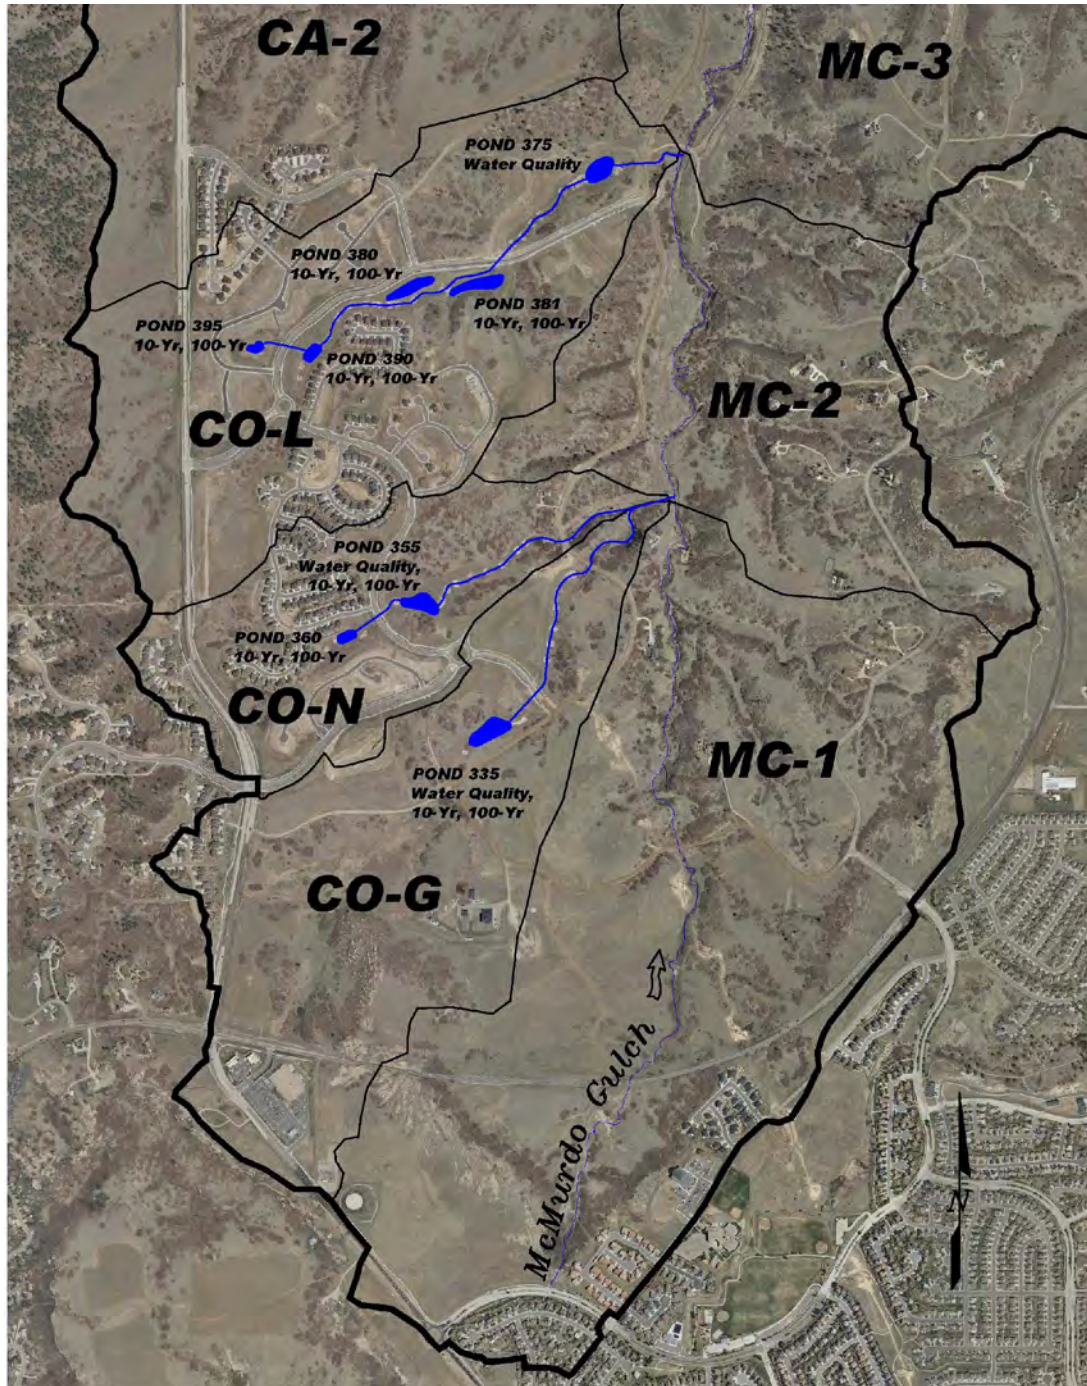 CA-2
MC-3
POND 375
Water Quality
POND 380
10-Yr, 100-Yr
POND 381
10-Yr, 100-Yr
POND 395
10-Yr, 100-Yr
POND 390
10-Yr, 100-Yr
MC-2
CO-L
POND 355
Water Quality,
10-Yr, 100-Yr
POND 360
10-Yr, 100-Yr
CO-N
MC-1
POND 335
Water Quality,
10-Yr, 100-Yr
CO-G
McMurdo Gulch
N